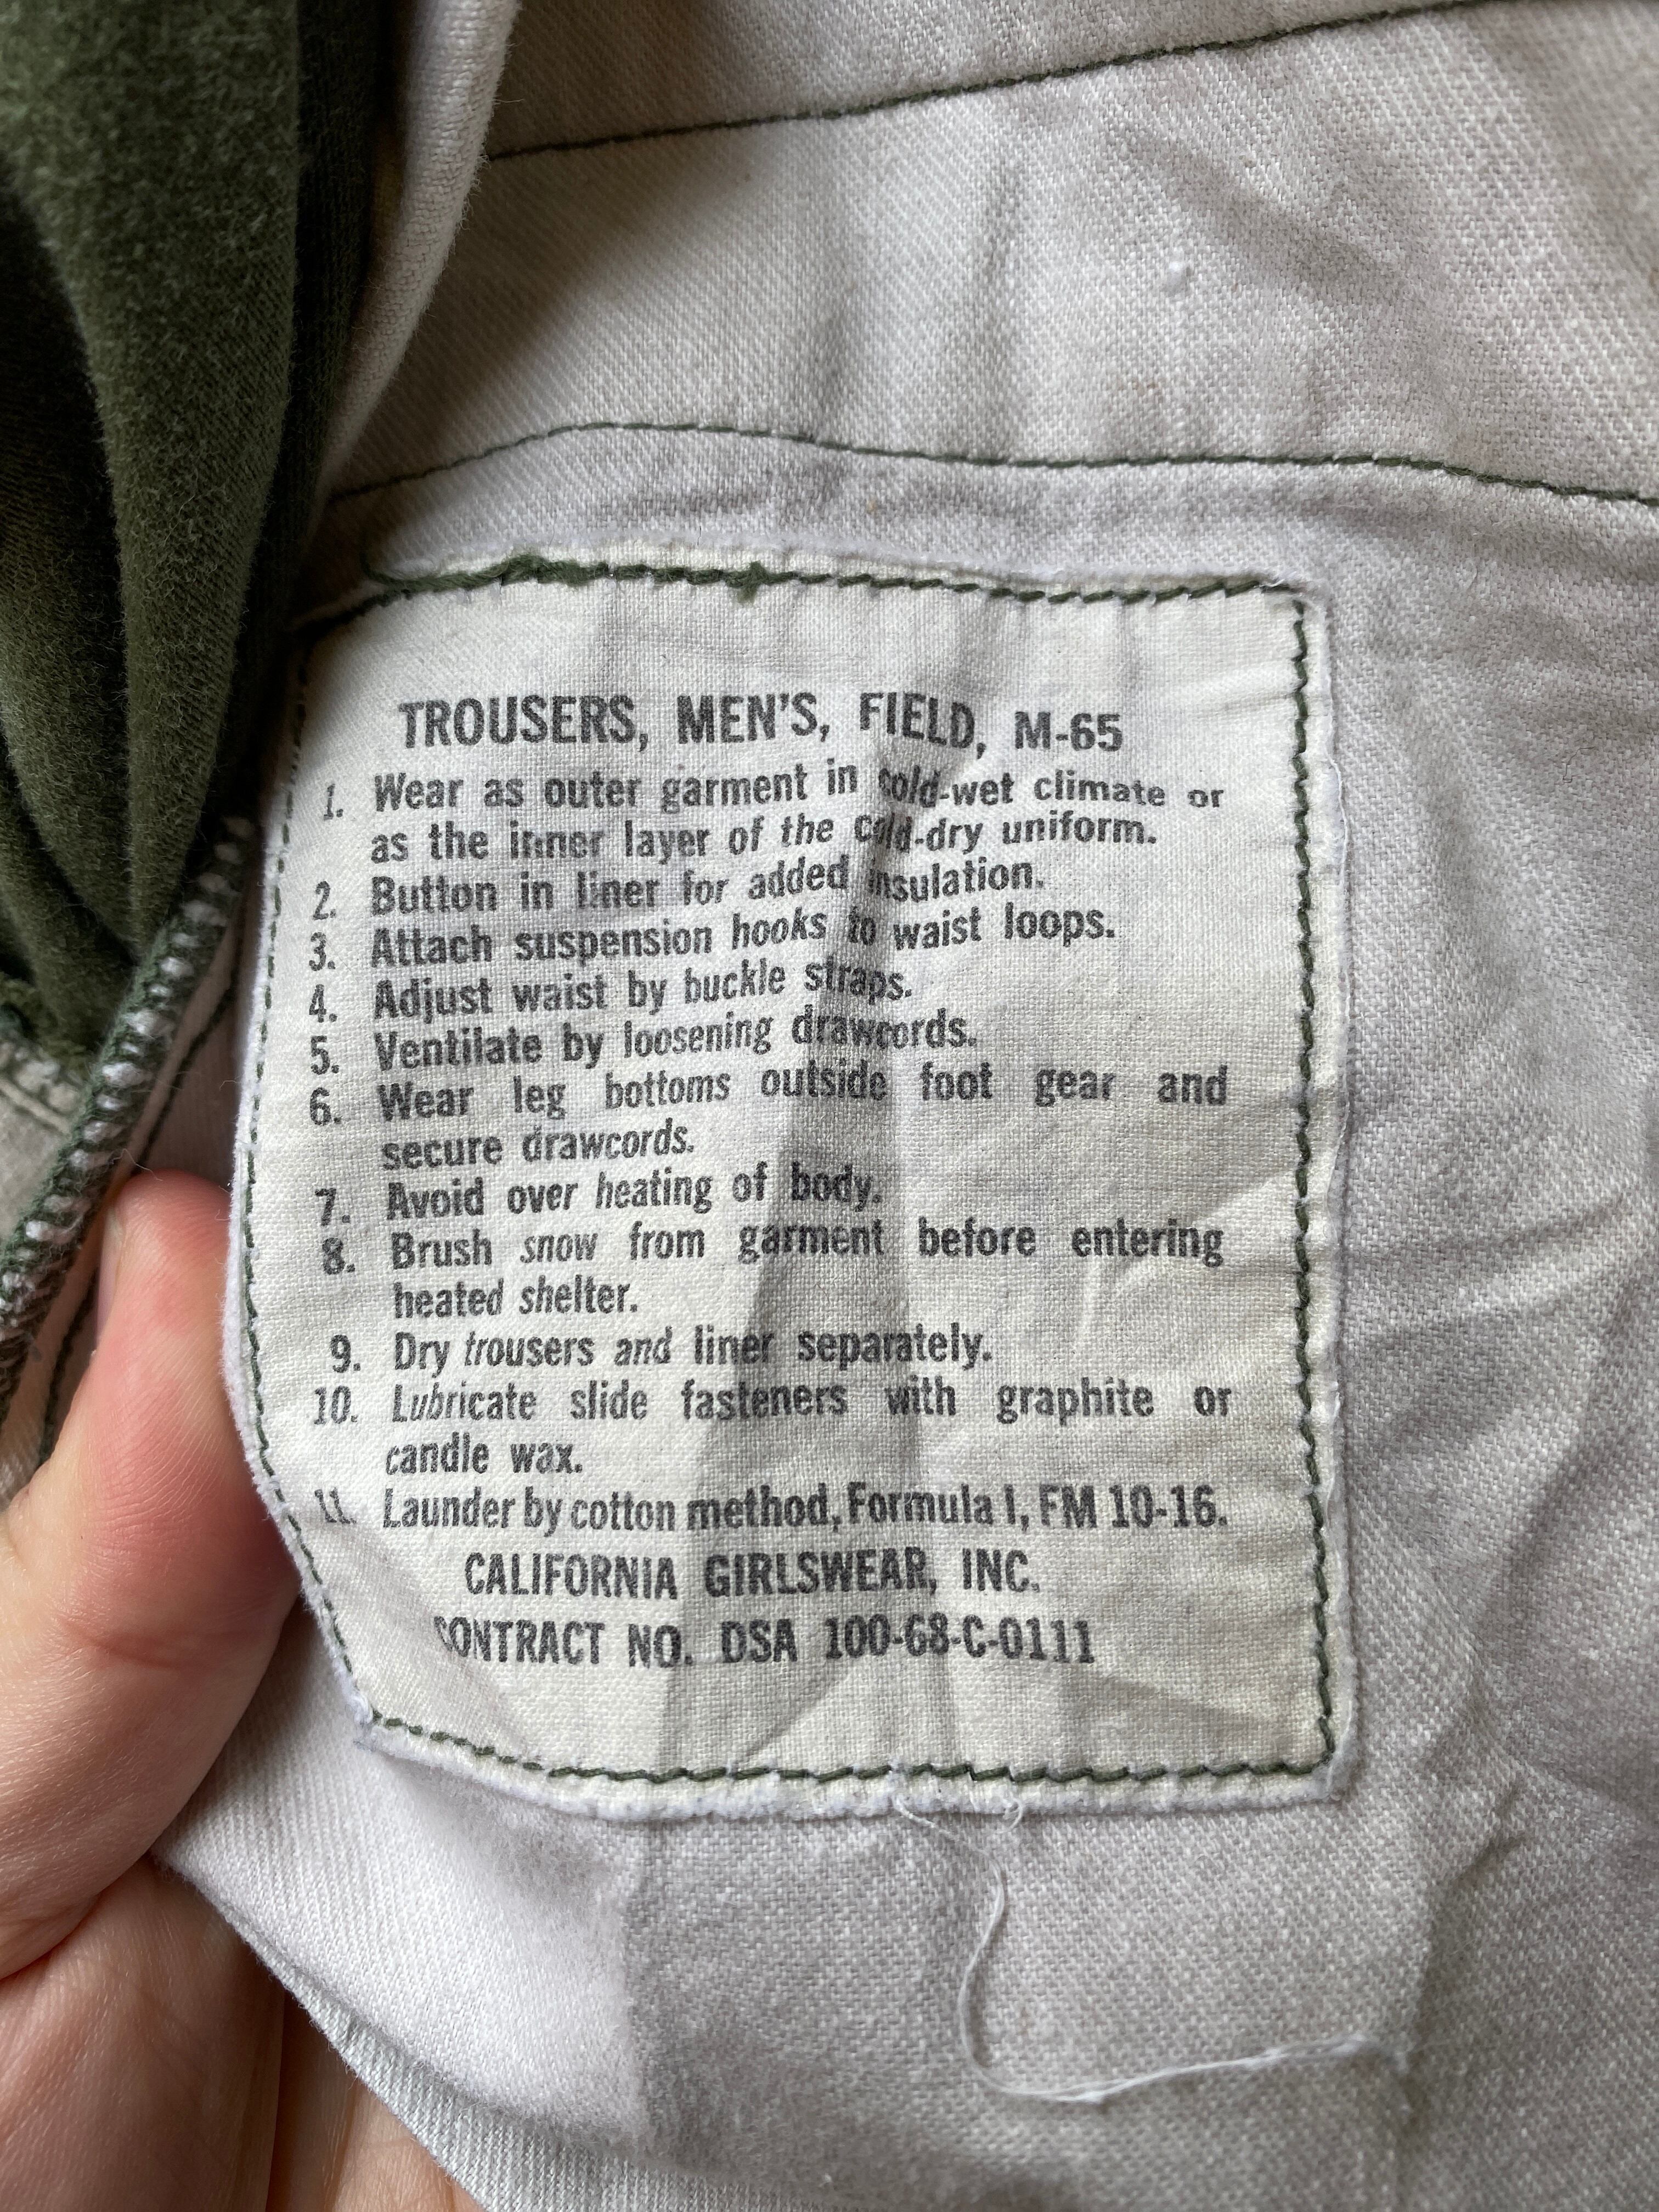 TROUSERS, MEN'S, FIELD, M-65
1. Wear as outer garment in cold-wet climate or
as the inner layer of the cold-dry uniform.
2. Button in liner for added insulation.
3. Attach suspension hooks to waist loops.
4. Adjust waist by buckle straps.
5. Ventilate by loosening drawcords.
6. Wear leg bottoms outside foot gear and
secure drawcords.
7. Avoid over heating of body.
8. Brush snow from garment before entering
heated shelter.
9. Dry trousers and liner separately.
10. Lubricate slide fasteners with graphite or
candle wax.
11. Launder by cotton method, Formula I, FM 10-16.
CALIFORNIA GIRLSWEAR, INC.
CONTRACT NO. DSA 100-68-C-0111